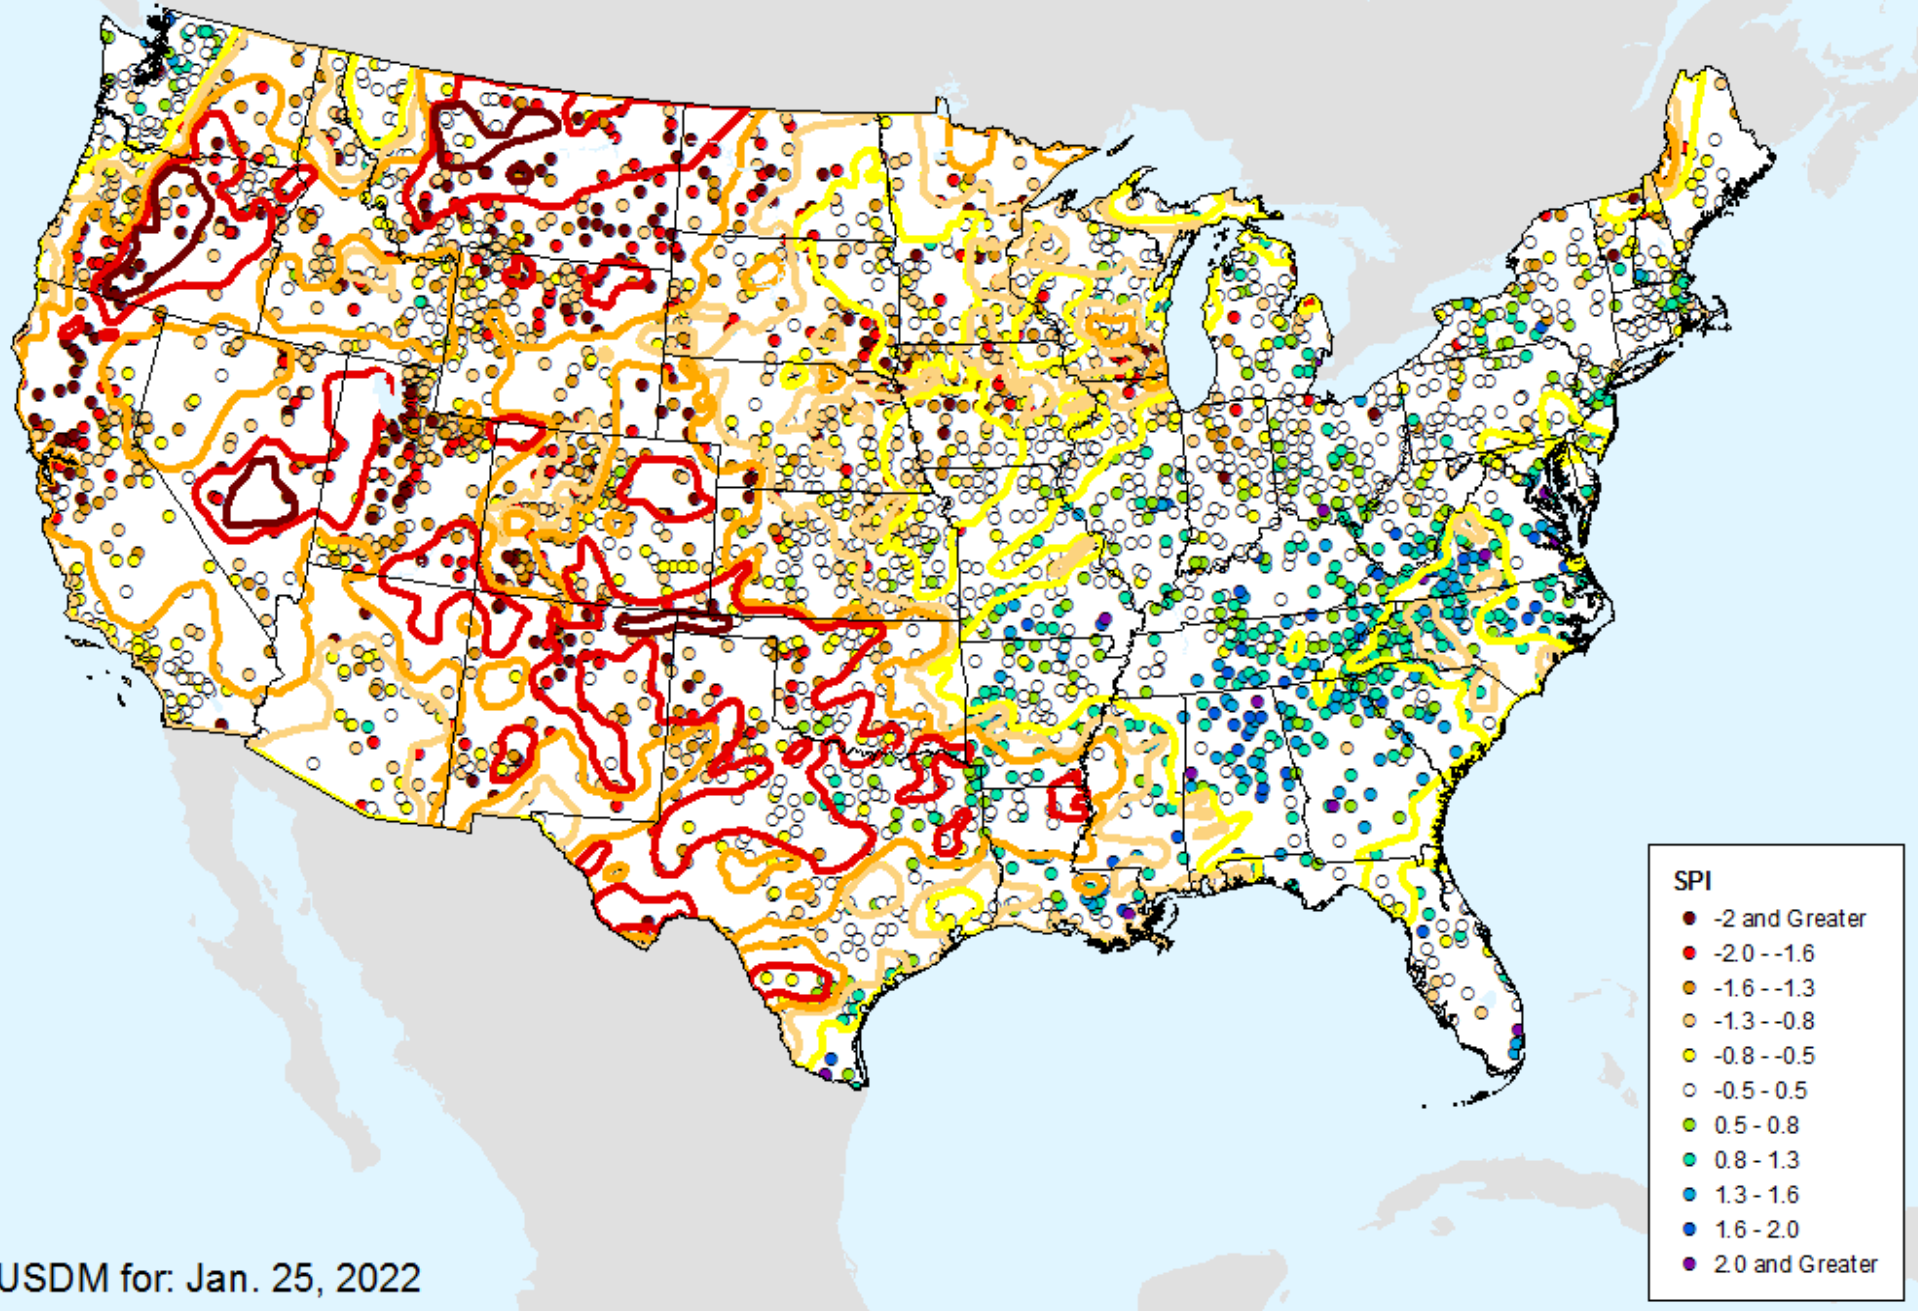 SPI
-2 and Greater
-2.0 - -1.6
-1.6 - -1.3
-1.3 - -0.8
-0.8 - -0.5
-0.5 - 0.5
0.5 - 0.8
0.8 - 1.3
1.3 - 1.6
1.6 - 2.0
2.0 and Greater
USDM for: Jan. 25, 2022